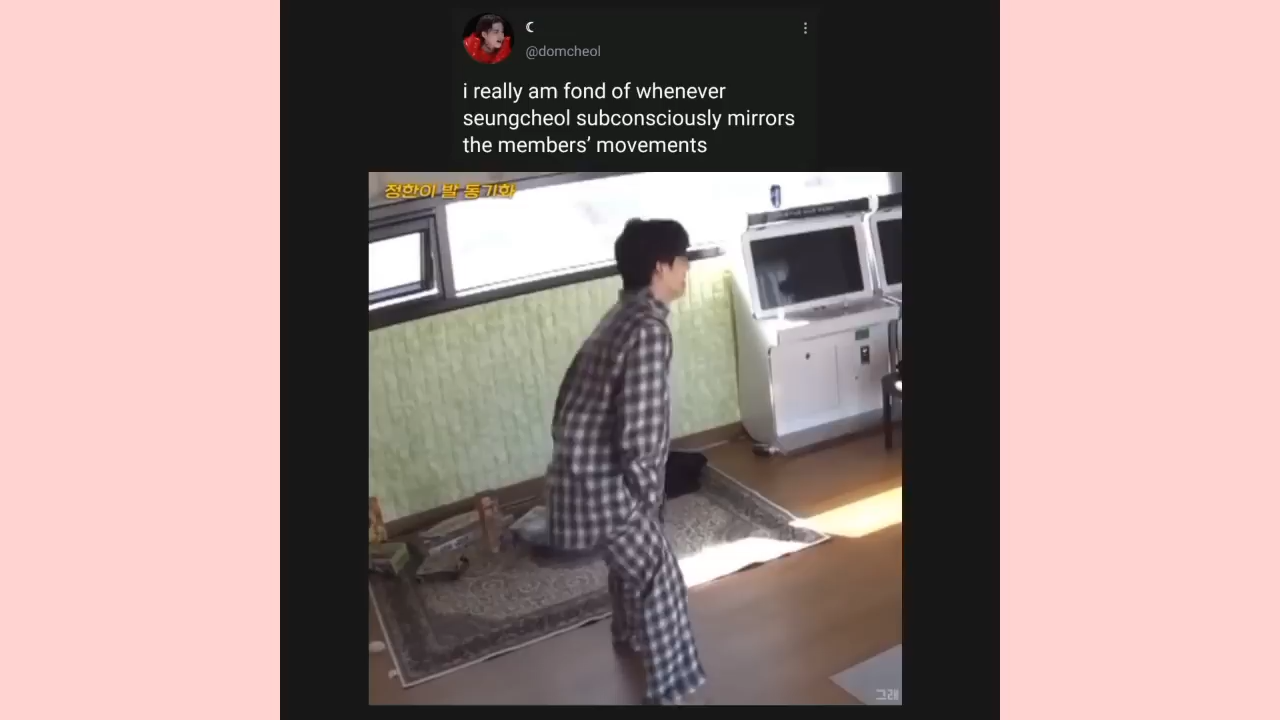 ☾
@domcheol
i really am fond of whenever
seungcheol subconsciously mirrors
the members’ movements
정한이 발 동기화
그래